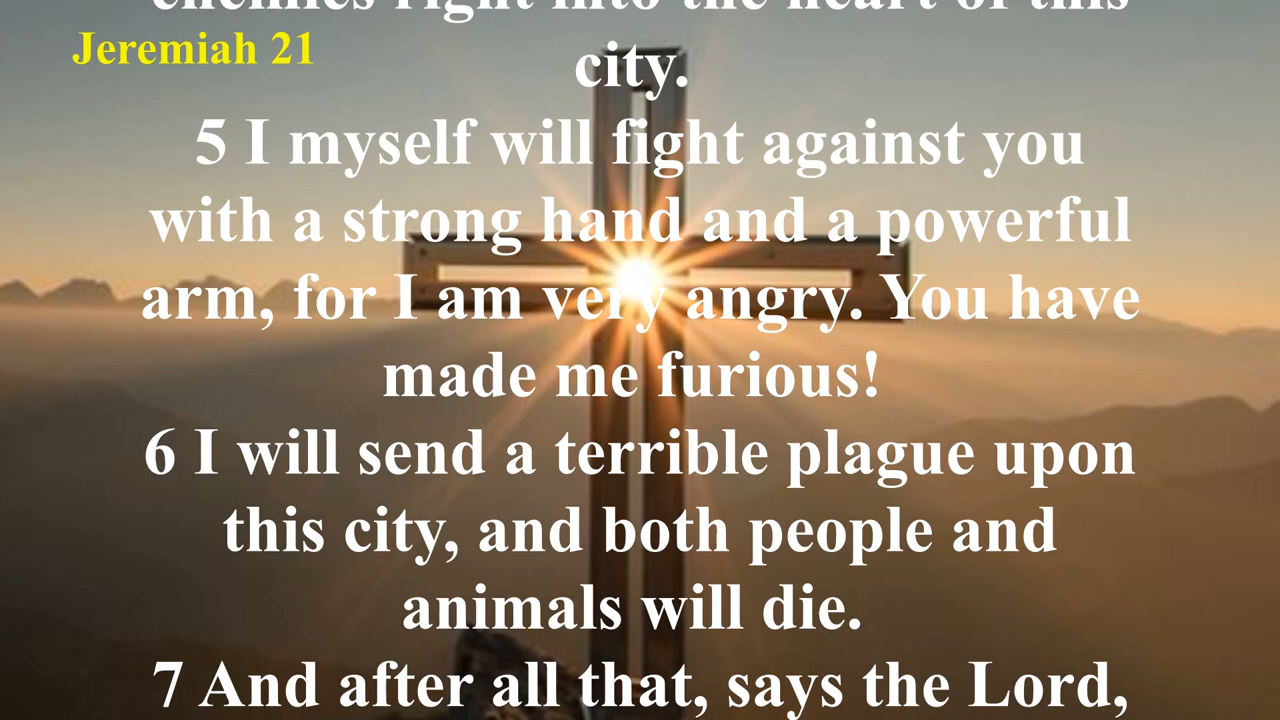 enemies right into the heart of this
Jeremiah 21
city.
5 I myself will fight against you
with a strong hand and a powerful
arm, for I am very angry. You have
made me furious!
6 I will send a terrible plague upon
this city, and both people and
animals will die.
7 And after all that, says the Lord,